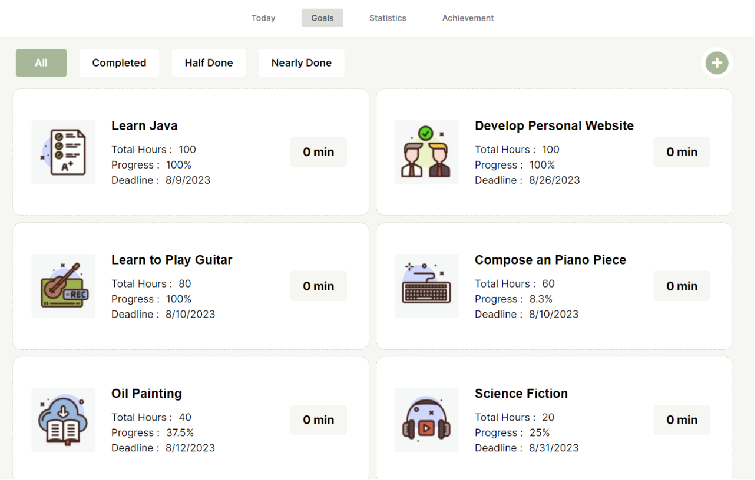 Today Goals Statistics Achievement
All Completed Half Done Nearly Done
Learn Java
Total Hours : 100
Progress : 100%
Deadline : 8/9/2023
0 min
A+
Develop Personal Website
Total Hours : 100
Progress : 100%
Deadline : 8/26/2023
0 min
Learn to Play Guitar
Total Hours : 80
Progress : 100%
Deadline : 8/10/2023
0 min
REC
Compose an Piano Piece
Total Hours : 60
Progress : 8.3%
Deadline : 8/10/2023
0 min
Oil Painting
Total Hours : 40
Progress : 37.5%
Deadline : 8/12/2023
0 min
Science Fiction
Total Hours : 20
Progress : 25%
Deadline : 8/31/2023
0 min